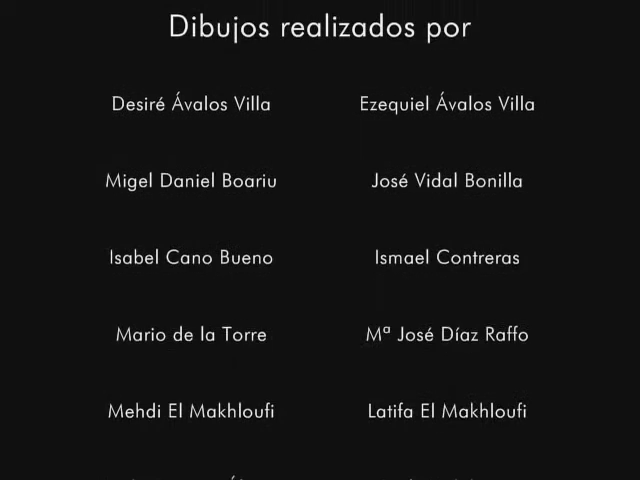 Dibujos realizados por
Desiré Ávalos Villa
Ezequiel Ávalos Villa
Migel Daniel Boariu
José Vidal Bonilla
Isabel Cano Bueno
Ismael Contreras
Mario de la Torre
Mª José Díaz Raffo
Mehdi El Makhloufi
Latifa El Makhloufi